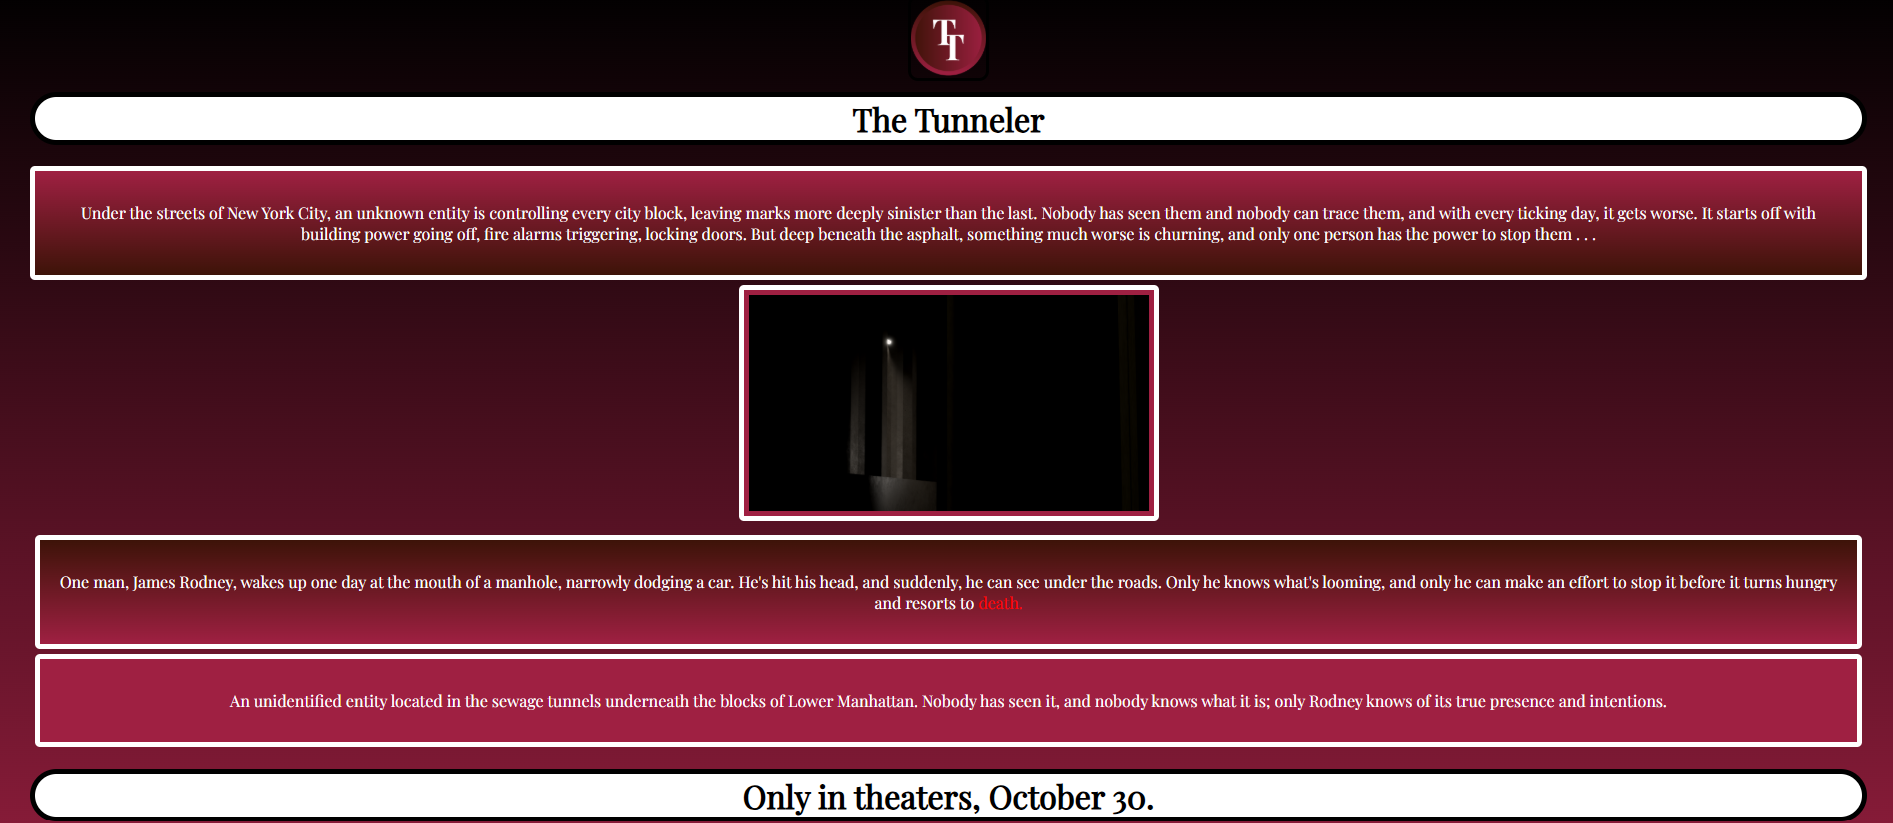 TT
The Tunneler
Under the streets of New York City, an unknown entity is controlling every city block, leaving marks more deeply sinister than the last. Nobody has seen them and nobody can trace them, and with every ticking day, it gets worse. It starts off with
building power going off, fire alarms triggering, locking doors. But deep beneath the asphalt, something much worse is churning, and only one person has the power to stop them . . .
One man, James Rodney, wakes up one day at the mouth of a manhole, narrowly dodging a car. He's hit his head, and suddenly, he can see under the roads. Only he knows what's looming, and only he can make an effort to stop it before it turns hungry
and resorts to death.
An unidentified entity located in the sewage tunnels underneath the blocks of Lower Manhattan. Nobody has seen it, and nobody knows what it is; only Rodney knows of its true presence and intentions.
Only in theaters, October 30.